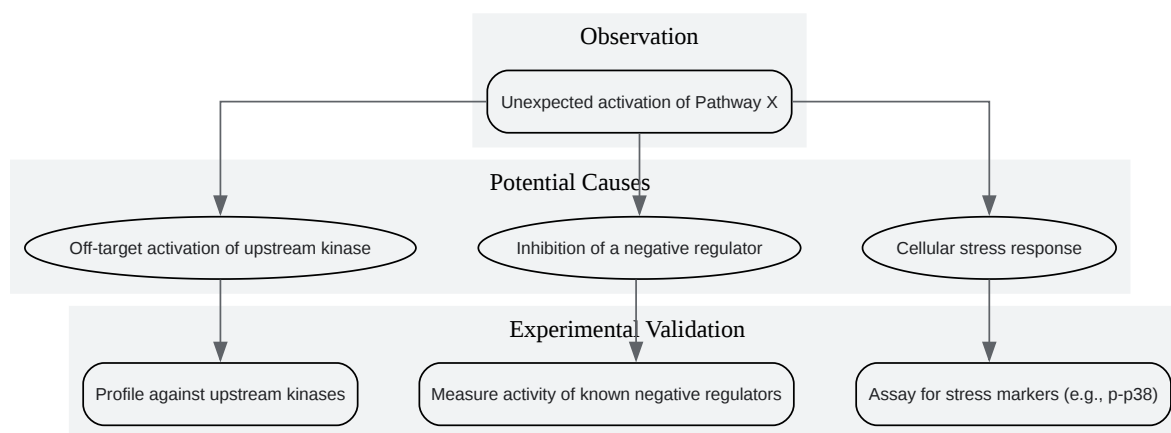 Observation
Unexpected activation of Pathway X
Potential Causes
Off-target activation of upstream kinase
Inhibition of a negative regulator
Cellular stress response
Experimental Validation
Profile against upstream kinases
Measure activity of known negative regulators
Assay for stress markers (e.g., p-p38)